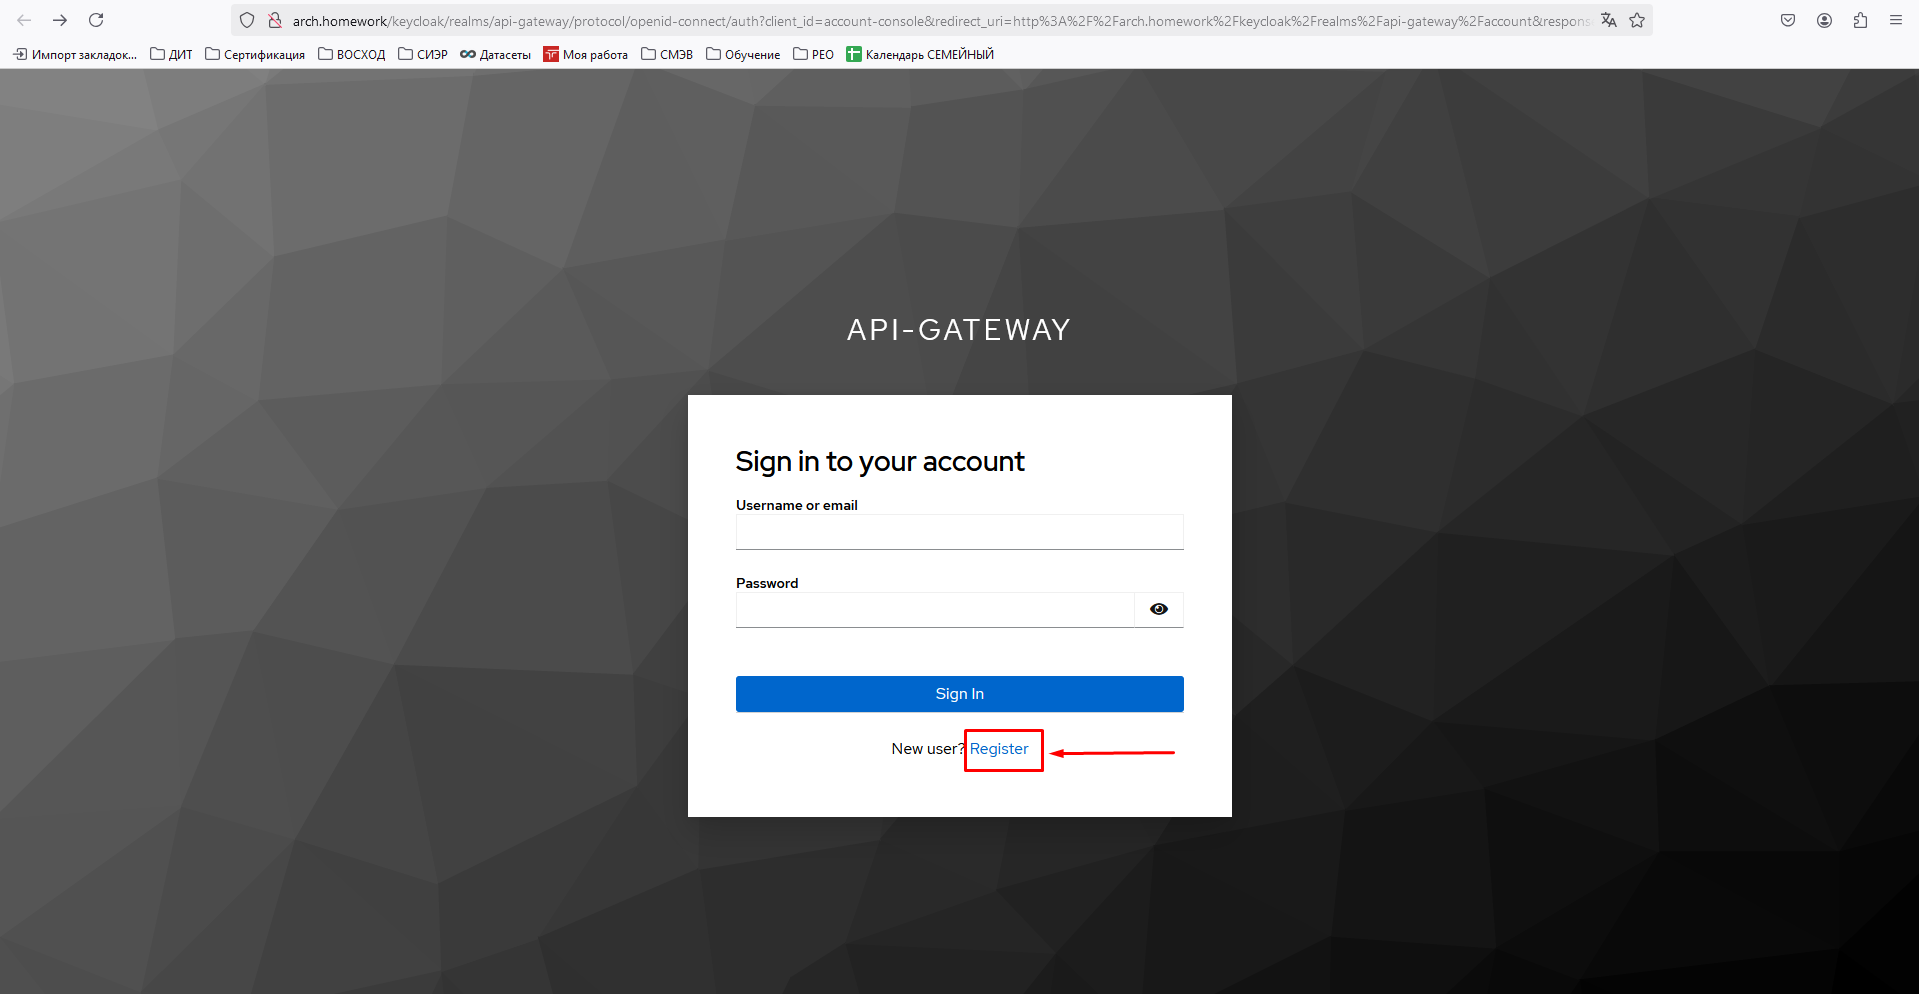 arch.homework/keycloak/realms/api-gateway/protocol/openid-connect/auth?client_id=account-console&redirect_uri=http%3A%2F%2Farch.homework%2Fkeycloak%2Frealms%2Fapi-gateway%2Faccount&respons
Импорт закладок... ДИТ Сертификация ВОСХОД СИЭР Датасеты Моя работа СМЭВ Обучение РЕО Календарь СЕМЕЙНЫЙ
API-GATEWAY
Sign in to your account
Username or email
Password
Sign In
New user? Register